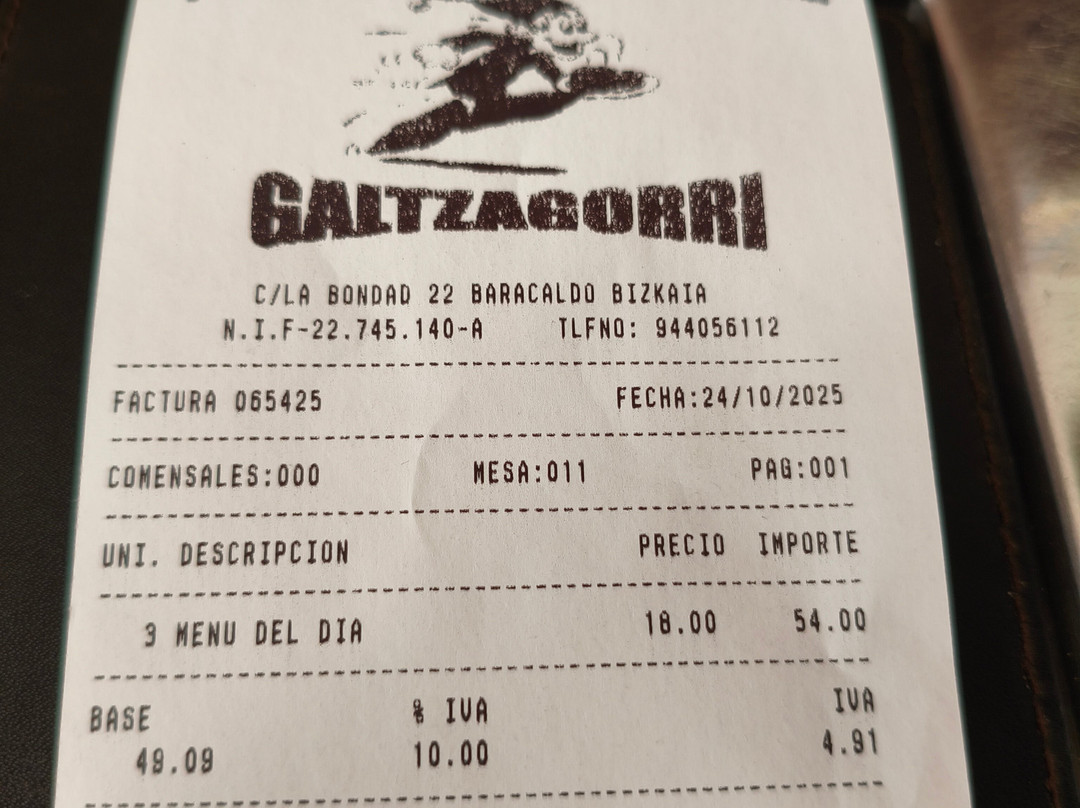 GALTZAGORRI
C/LA BONDAD 22 BARACALDO BIZKAIA
N.I.F-22.745.140-A TLFNO: 944056112
FACTURA 065425 FECHA:24/10/2025
COMENSALES:000 MESA:011 PAG:001
UNI. DESCRIPCION PRECIO IMPORTE
3 MENU DEL DIA 18.00 54.00
BASE % IVA IVA
49.09 10.00 4.91